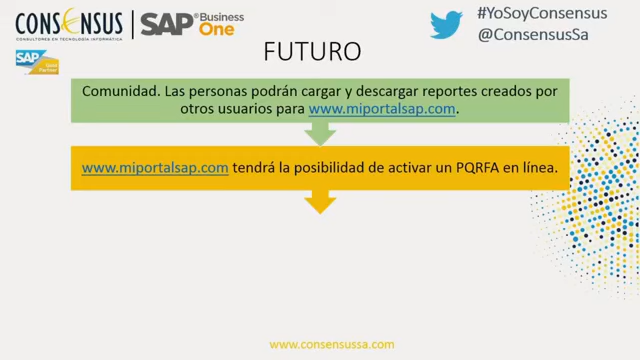 CONSENSUS
CONSULTORES EN TECNOLOGÍA INFORMÁTICA
SAP Business One
#YoSoyConsensus
@ConsensusSa
SAP Gold Partner
FUTURO
Comunidad. Las personas podrán cargar y descargar reportes creados por
otros usuarios para www.miportalsap.com.
www.miportalsap.com tendrá la posibilidad de activar un PQRFA en línea.
www.consensussa.com